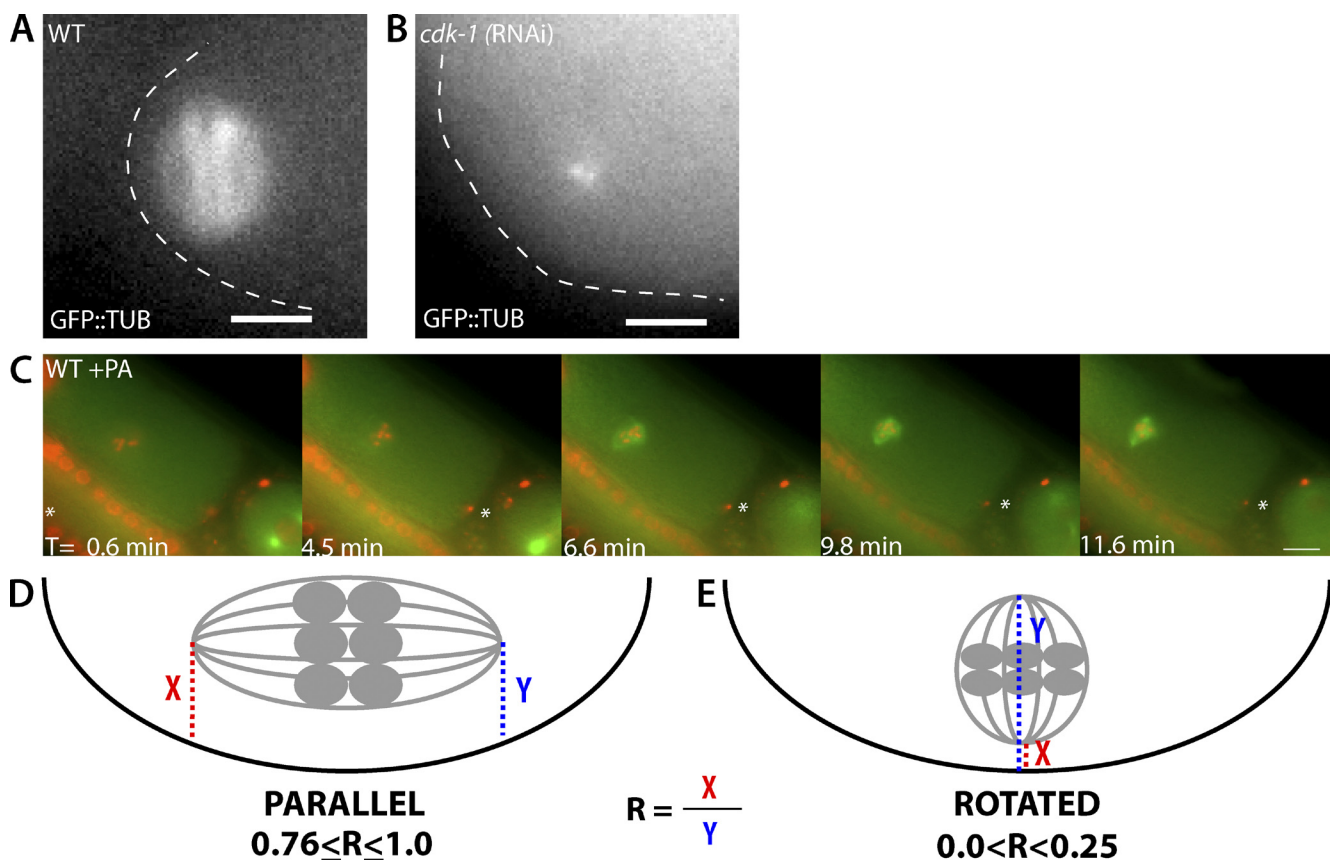 A WT
GFP::TUB
B cdk-1 (RNAi)
GFP::TUB
C WT +PA
*
T= 0.6 min
*
4.5 min
*
6.6 min
*
9.8 min
*
11.6 min
D
X
Y
PARALLEL
0.76≤R≤1.0
R = X
Y
E
Y
X
ROTATED
0.0<R<0.25